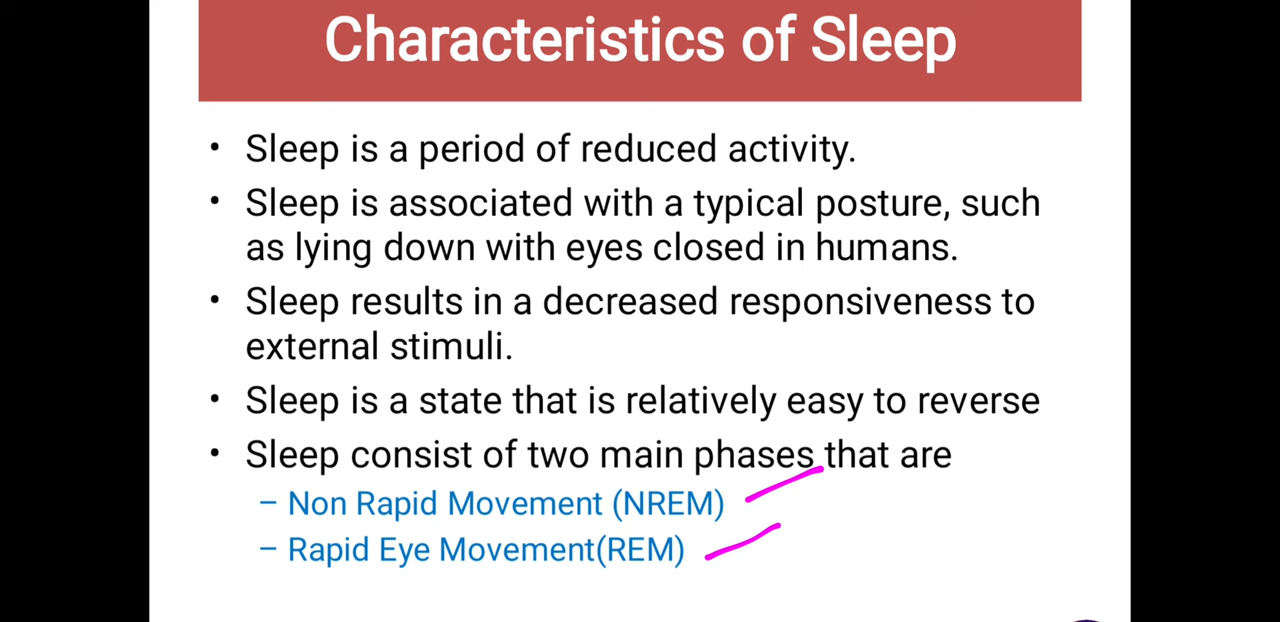 Characteristics of Sleep
• Sleep is a period of reduced activity.
• Sleep is associated with a typical posture, such
as lying down with eyes closed in humans.
• Sleep results in a decreased responsiveness to
external stimuli.
• Sleep is a state that is relatively easy to reverse
• Sleep consist of two main phases that are
– Non Rapid Movement (NREM)
– Rapid Eye Movement(REM)